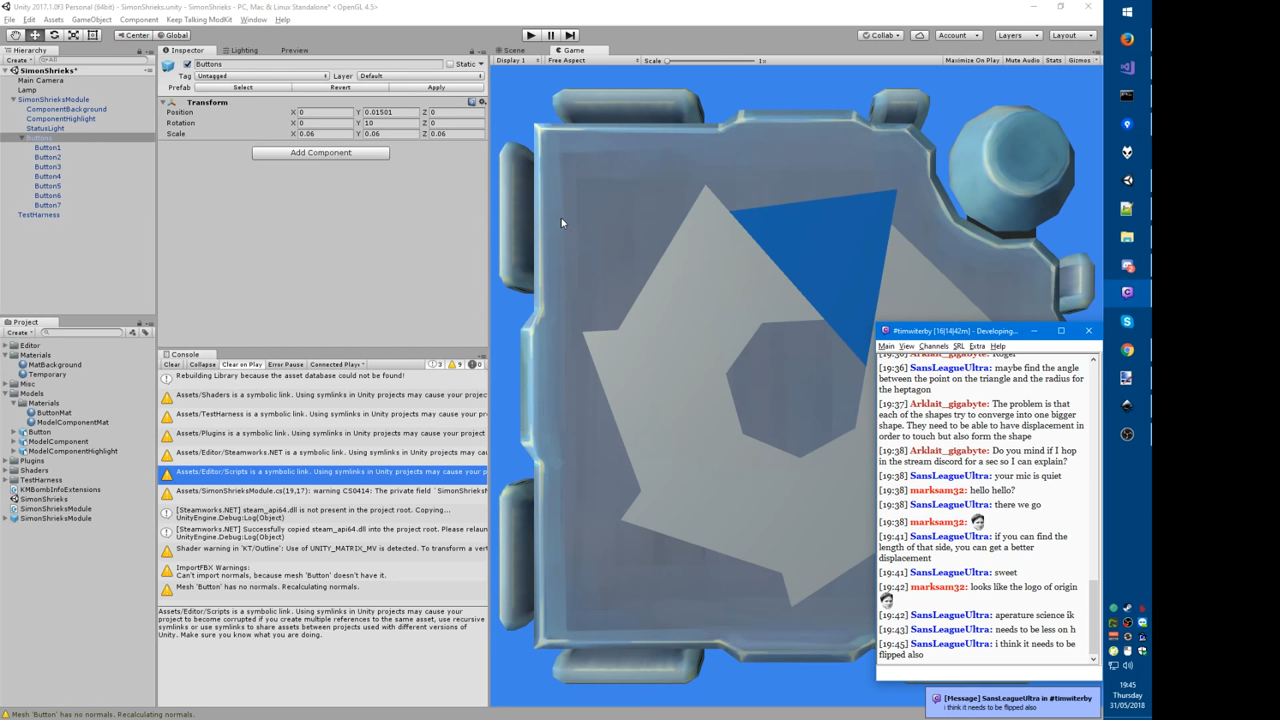 Unity 2017.1.0f3 Personal (64bit) - SimonShrieks.unity - SimonShrieks - PC, Mac & Linux Standalone* <OpenGL 4.5>
File Edit Assets GameObject Component Keep Talking ModKit Window Help
Center Global
Collab Account Layers Layout
Hierarchy
Create All
SimonShrieks*
Main Camera
Lamp
SimonShrieksModule
ComponentBackground
ComponentHighlight
StatusLight
Buttons
Button1
Button2
Button3
Button4
Button5
Button6
Button7
TestHarness
Inspector Lighting Preview
Buttons Static
Tag Untagged Layer Default
Prefab Select Revert Apply
Transform
Position X 0 Y 0.01501 Z 0
Rotation X 0 Y 10 Z 0
Scale X 0.06 Y 0.06 Z 0.06
Add Component
Scene Game
Display 1 Free Aspect Scale 1x Maximize On Play Mute Audio Stats Gizmos
Project
Create
Editor
Materials
MatBackground
Temporary
Misc
Models
Materials
ButtonMat
ModelComponentMat
Button
ModelComponent
ModelComponentHighlight
Plugins
Shaders
TestHarness
KMBombInfoExtensions
SimonShrieks
SimonShrieksModule
SimonShrieksModule
Console
Clear Collapse Clear on Play Error Pause Connected Player 3 9 0
Rebuilding Library because the asset database could not be found!
Assets/Shaders is a symbolic link. Using symlinks in Unity projects may cause your projec
Assets/TestHarness is a symbolic link. Using symlinks in Unity projects may cause your pr
Assets/Plugins is a symbolic link. Using symlinks in Unity projects may cause your project
Assets/Editor/Steamworks.NET is a symbolic link. Using symlinks in Unity projects may ca
Assets/Editor/Scripts is a symbolic link. Using symlinks in Unity projects may cause your p
Assets/SimonShrieksModule.cs(19,17): warning CS0414: The private field `SimonShrieksM
[Steamworks.NET] steam_api64.dll is not present in the project root. Copying...
UnityEngine.Debug:Log(Object)
[Steamworks.NET] Successfully copied steam_api64.dll into the project root. Please relaun
UnityEngine.Debug:Log(Object)
Shader warning in 'KT/Outline': Use of UNITY_MATRIX_MV is detected. To transform a vert
ImportFBX Warnings:
Can't import normals, because mesh 'Button' doesn't have it.
Mesh 'Button' has no normals. Recalculating normals.
Assets/Editor/Scripts is a symbolic link. Using symlinks in Unity projects may cause your
project to become corrupted if you create multiple references to the same asset, use recursive
symlinks or use symlinks to share assets between projects used with different versions of
Unity. Make sure you know what you are doing.
Mesh 'Button' has no normals. Recalculating normals.
#timwiterby [16|14|42m] - Developing...
Main View Channels SRL Extra Help
[19:36] Arklait_gigabyte: Roger
[19:36] SansLeagueUltra: maybe find the angle
between the point on the triangle and the radius for
the heptagon
[19:37] Arklait_gigabyte: The problem is that
each of the shapes try to converge into one bigger
shape. They need to be able to have displacement in
order to touch but also form the shape
[19:38] Arklait_gigabyte: Do you mind if I hop
in the stream discord for a sec so I can explain?
[19:38] SansLeagueUltra: your mic is quiet
[19:38] marksam32: hello hello?
[19:38] SansLeagueUltra: there we go
[19:38] marksam32:
[19:41] SansLeagueUltra: if you can find the
length of that side, you can get a better
displacement
[19:41] SansLeagueUltra: sweet
[19:42] marksam32: looks like the logo of origin
[19:42] SansLeagueUltra: aperature science ik
[19:43] SansLeagueUltra: needs to be less on h
[19:45] SansLeagueUltra: i think it needs to be
flipped also
[Message] SansLeagueUltra in #timwiterby
i think it needs to be flipped also
19:45
Thursday
31/05/2018